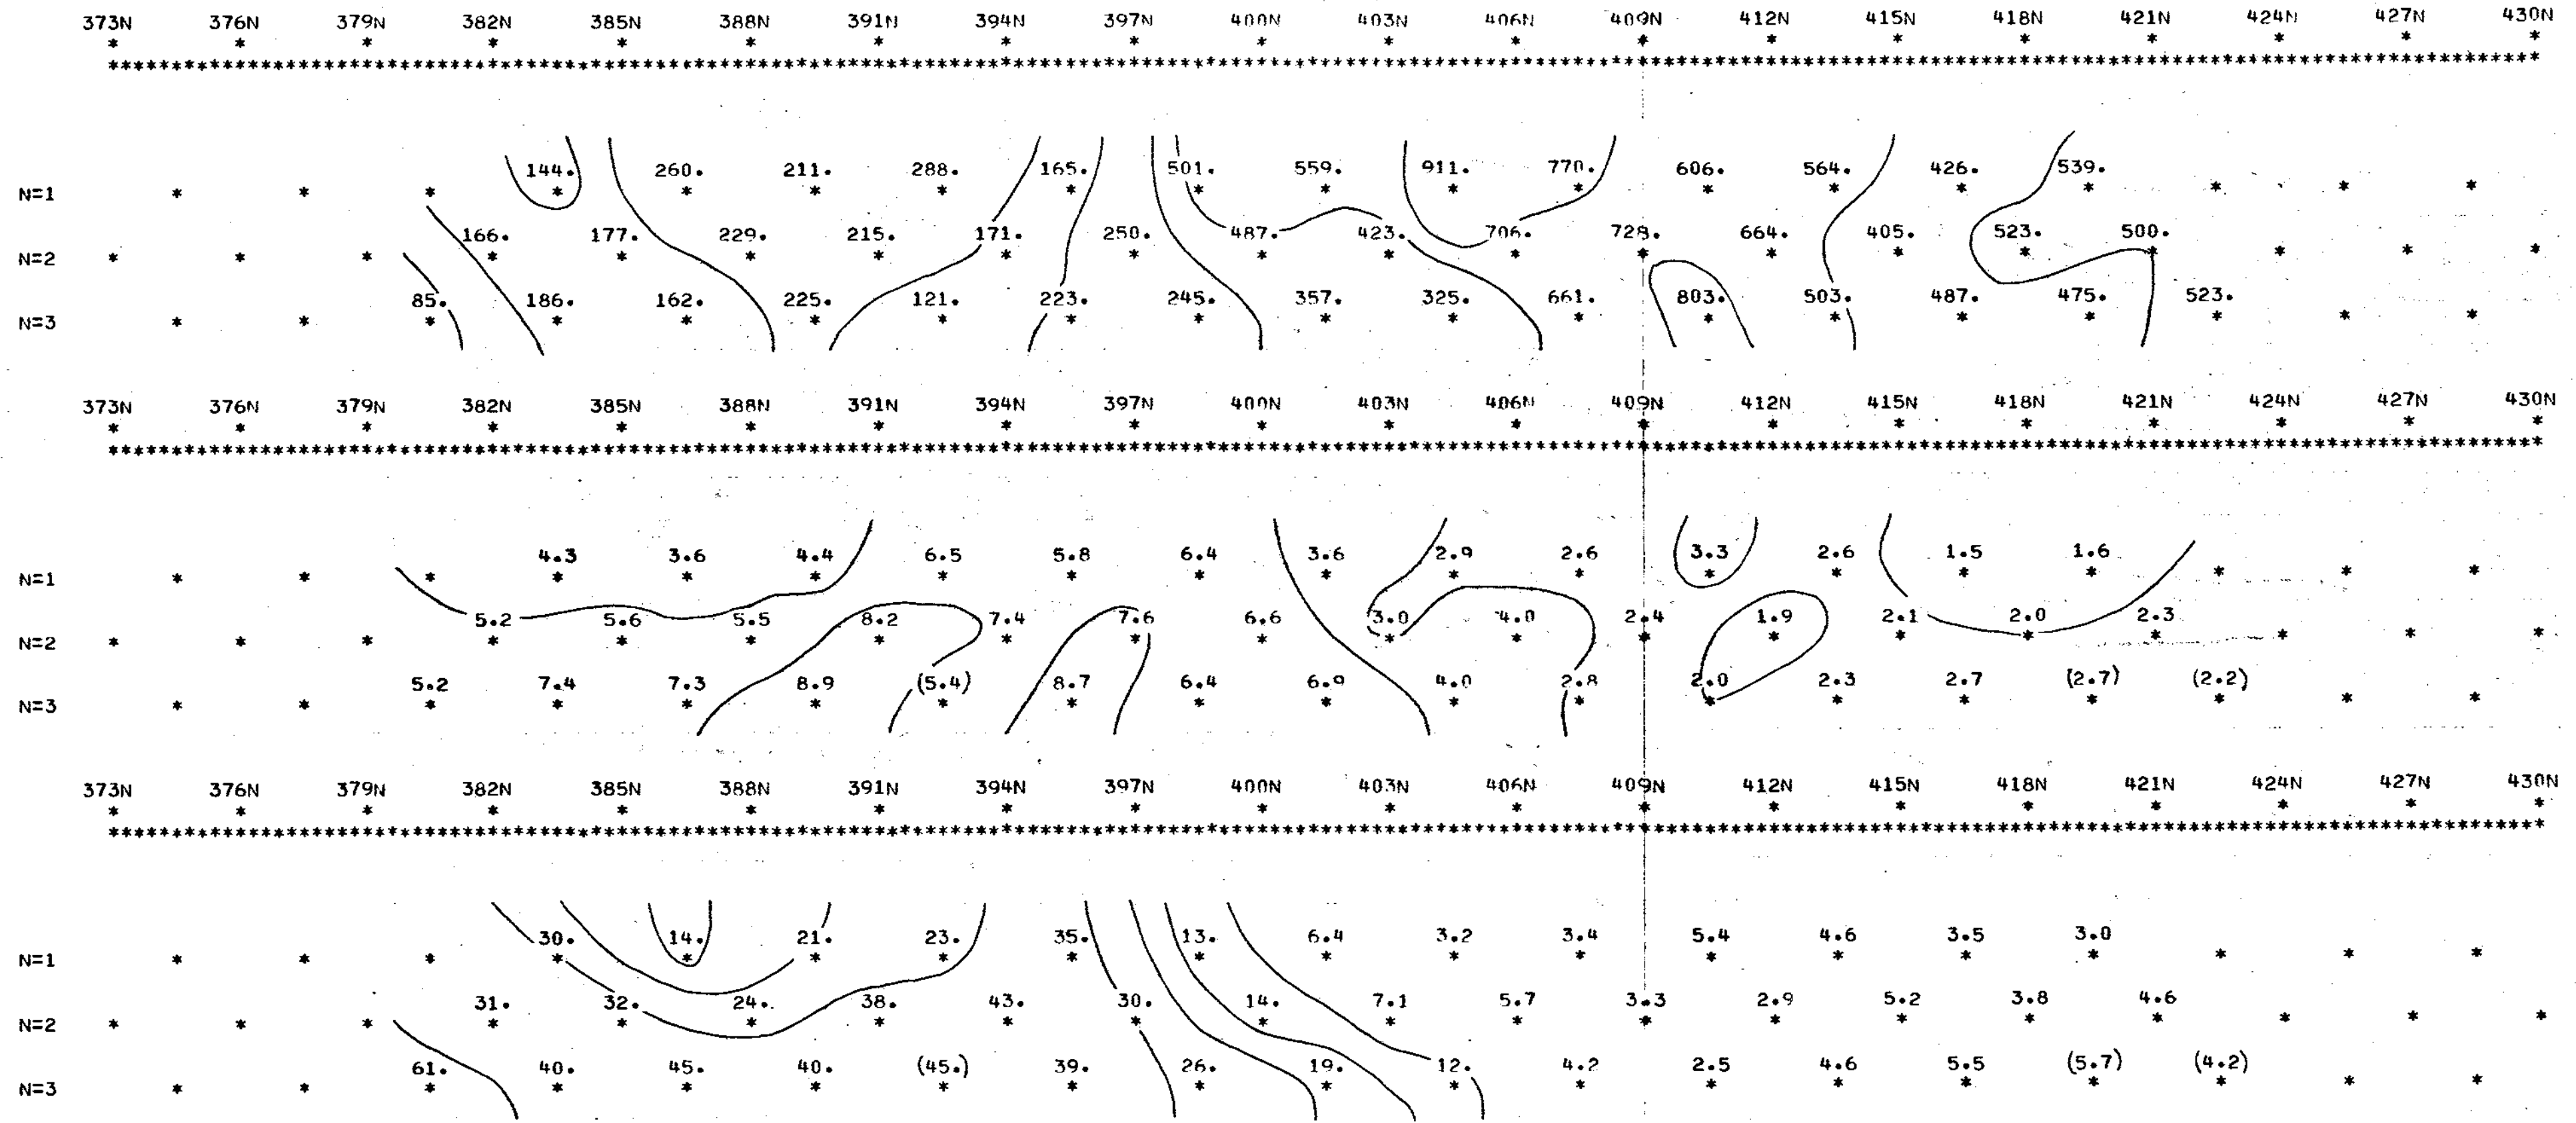 373N 376N 379N 382N 385N 388N 391N 394N 397N 400N 403N 406N 409N 412N 415N 418N 421N 424N 427N 430N
* * * * * * * * * * * * * * * * * * * *
144. 260. 211. 288. 165. 501. 559. 911. 770. 606. 564. 426. 539.
N=1 * * * * * * * * * * * * * * * * * * *
166. 177. 229. 215. 171. 250. 487. 423. 706. 728. 664. 405. 523. 500.
N=2 * * * * * * * * * * * * * * * * * * * *
85. 186. 162. 225. 121. 223. 245. 357. 325. 661. 803. 503. 487. 475. 523.
N=3 * * * * * * * * * * * * * * * * * * *
373N 376N 379N 382N 385N 388N 391N 394N 397N 400N 403N 406N 409N 412N 415N 418N 421N 424N 427N 430N
* * * * * * * * * * * * * * * * * * * *
4.3 3.6 4.4 6.5 5.8 6.4 3.6 2.9 2.6 3.3 2.6 1.5 1.6
N=1 * * * * * * * * * * * * * * * * * * *
5.2 5.6 5.5 8.2 7.4 7.6 6.6 3.0 4.0 2.4 1.9 2.1 2.0 2.3
N=2 * * * * * * * * * * * * * * * * * * * *
5.2 7.4 7.3 8.9 (5.4) 8.7 6.4 6.9 4.0 2.8 2.0 2.3 2.7 (2.7) (2.2)
N=3 * * * * * * * * * * * * * * * * * * *
373N 376N 379N 382N 385N 388N 391N 394N 397N 400N 403N 406N 409N 412N 415N 418N 421N 424N 427N 430N
* * * * * * * * * * * * * * * * * * * *
30. 14. 21. 23. 35. 13. 6.4 3.2 3.4 5.4 4.6 3.5 3.0
N=1 * * * * * * * * * * * * * * * * * * *
31. 32. 24. 38. 43. 30. 14. 7.1 5.7 3.3 2.9 5.2 3.8 4.6
N=2 * * * * * * * * * * * * * * * * * * * *
61. 40. 45. 40. (45.) 39. 26. 19. 12. 4.2 2.5 4.6 5.5 (5.7) (4.2)
N=3 * * * * * * * * * * * * * * * * * * *